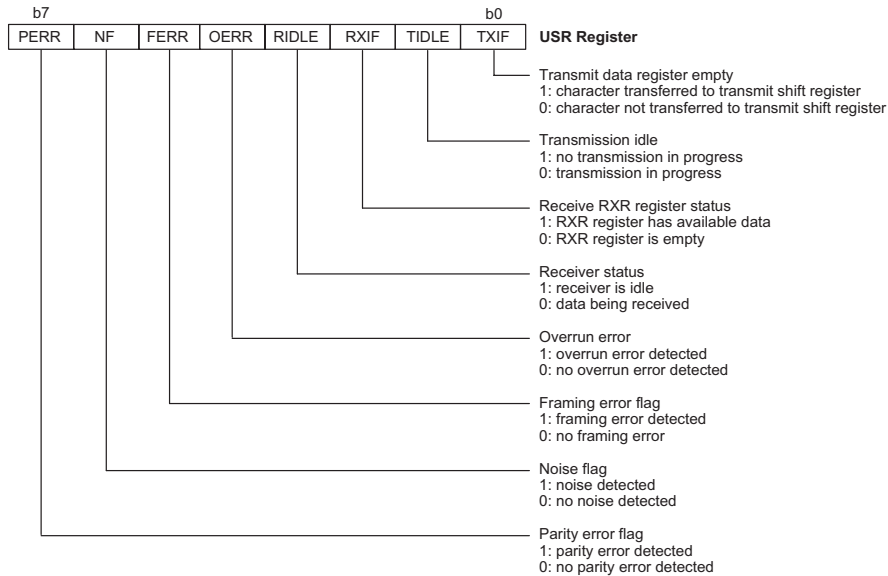 b7 b0
PERR NF FERR OERR RIDLE RXIF TIDLE TXIF USR Register
Transmit data register empty
1: character transferred to transmit shift register
0: character not transferred to transmit shift register
Transmission idle
1: no transmission in progress
0: transmission in progress
Receive RXR register status
1: RXR register has available data
0: RXR register is empty
Receiver status
1: receiver is idle
0: data being received
Overrun error
1: overrun error detected
0: no overrun error detected
Framing error flag
1: framing error detected
0: no framing error
Noise flag
1: noise detected
0: no noise detected
Parity error flag
1: parity error detected
0: no parity error detected